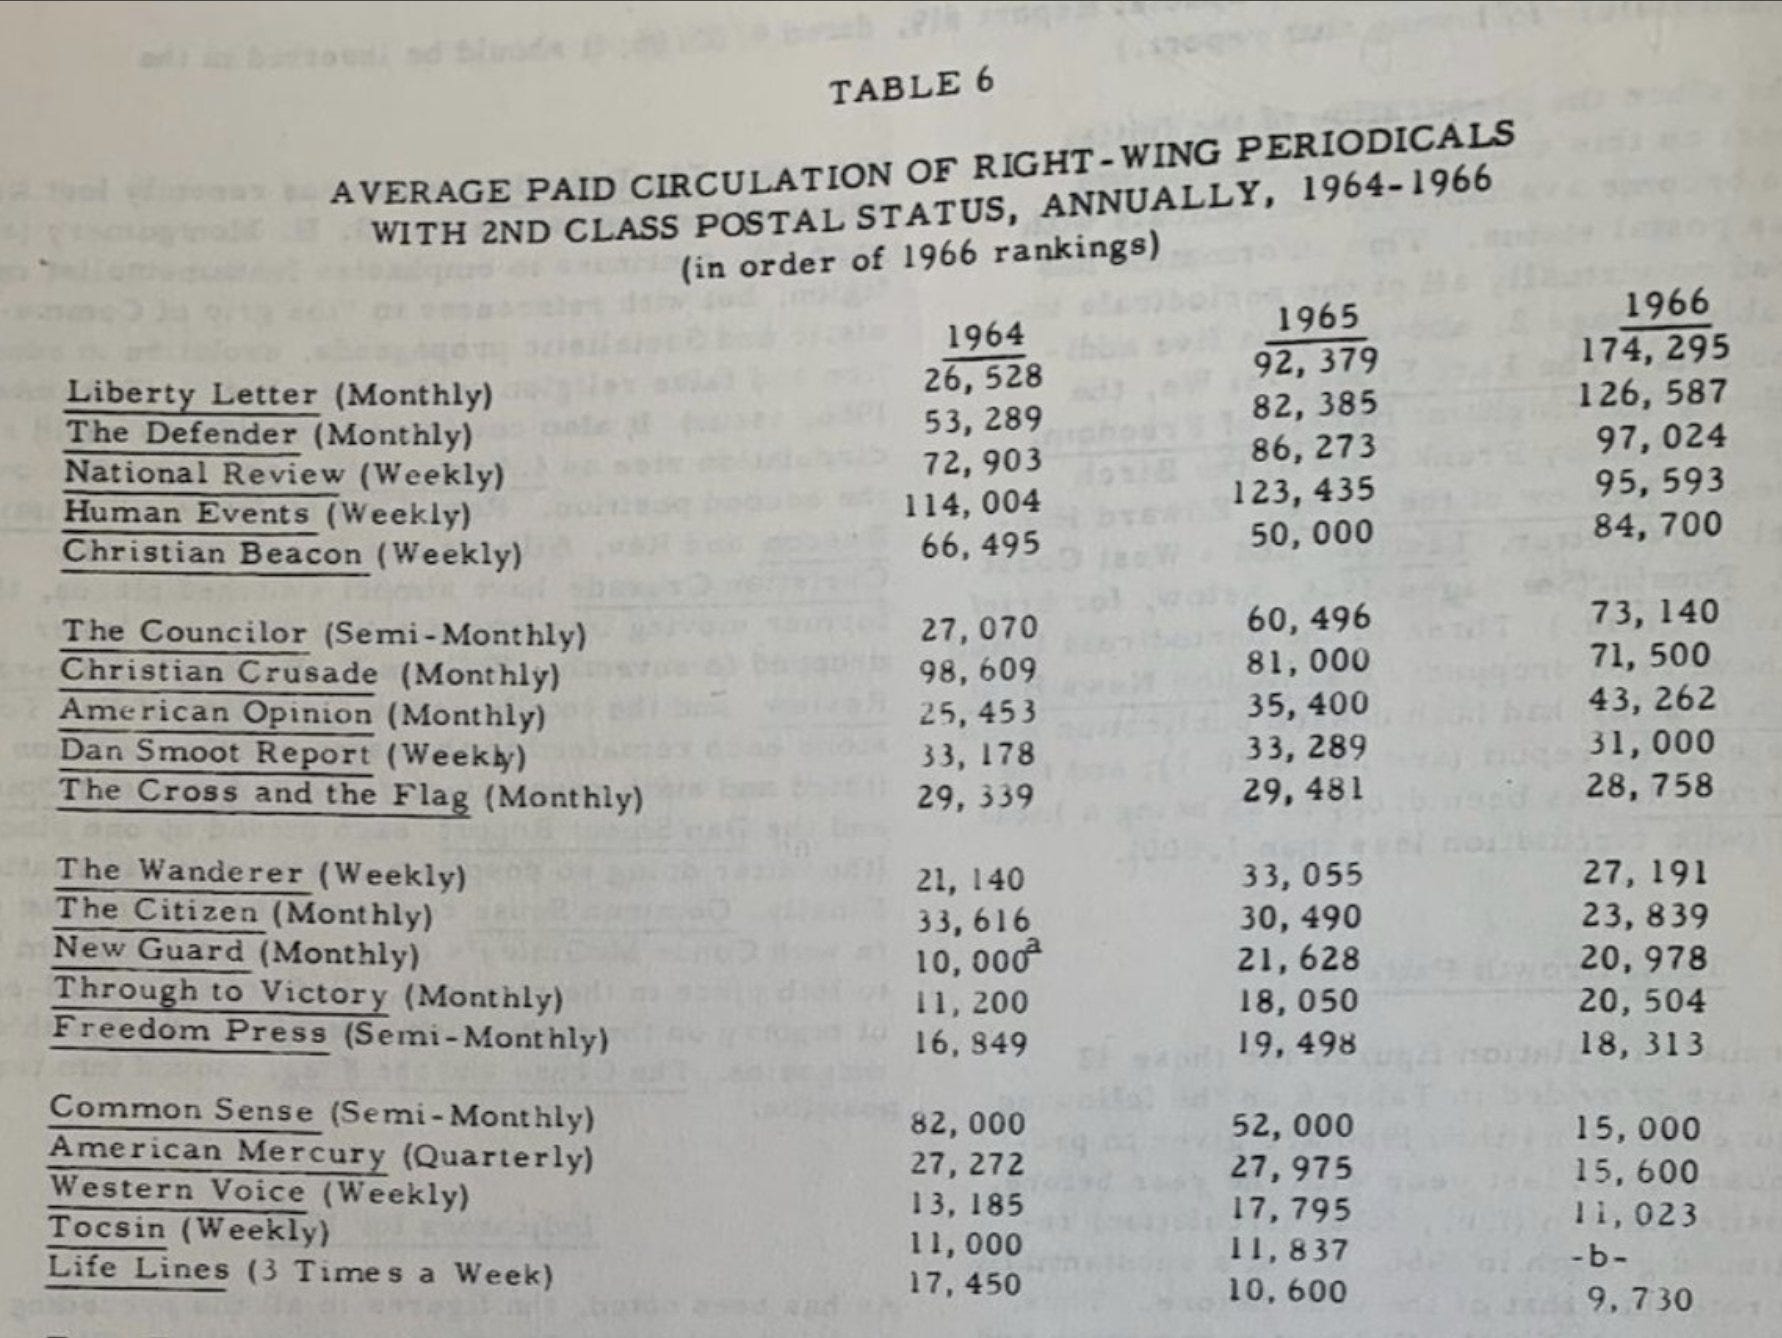 TABLE 6
AVERAGE PAID CIRCULATION OF RIGHT-WING PERIODICALS
WITH 2ND CLASS POSTAL STATUS, ANNUALLY, 1964-1966
(in order of 1966 rankings)
1964 1965 1966
Liberty Letter (Monthly) 26,528 92,379 174,295
The Defender (Monthly) 53,289 82,385 126,587
National Review (Weekly) 72,903 86,273 97,024
Human Events (Weekly) 114,004 123,435 95,593
Christian Beacon (Weekly) 66,495 50,000 84,700
The Councilor (Semi-Monthly) 27,070 60,496 73,140
Christian Crusade (Monthly) 98,609 81,000 71,500
American Opinion (Monthly) 25,453 35,400 43,262
Dan Smoot Report (Weekly) 33,178 33,289 31,000
The Cross and the Flag (Monthly) 29,339 29,481 28,758
The Wanderer (Weekly) 21,140 33,055 27,191
The Citizen (Monthly) 33,616 30,490 23,839
New Guard (Monthly) 10,000a 21,628 20,978
Through to Victory (Monthly) 11,200 18,050 20,504
Freedom Press (Semi-Monthly) 16,849 19,498 18,313
Common Sense (Semi-Monthly) 82,000 52,000 15,000
American Mercury (Quarterly) 27,272 27,975 15,600
Western Voice (Weekly) 13,185 17,795 11,023
Tocsin (Weekly) 11,000 11,837 -b-
Life Lines (3 Times a Week) 17,450 10,600 9,730